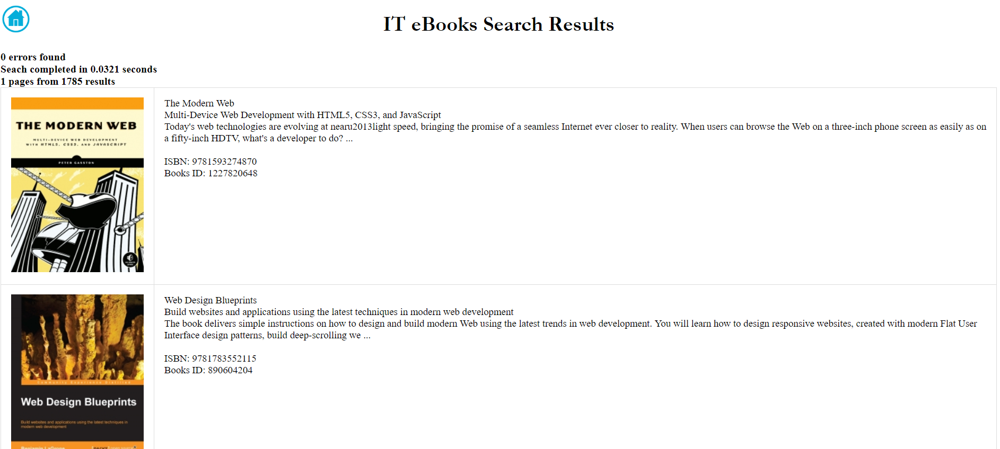 IT eBooks Search Results
0 errors found
Seach completed in 0.0321 seconds
1 pages from 1785 results
THE MODERN WEB
MULTI-DEVICE WEB DEVELOPMENT
WITH HTML5, CSS3, AND JAVASCRIPT
PETER GASSTON
The Modern Web
Multi-Device Web Development with HTML5, CSS3, and JavaScript
Today's web technologies are evolving at nearu2013light speed, bringing the promise of a seamless Internet ever closer to reality. When users can browse the Web on a three-inch phone screen as easily as on
a fifty-inch HDTV, what's a developer to do? ...
ISBN: 9781593274870
Books ID: 1227820648
Community Experience Distilled
Web Design Blueprints
Build websites and applications using the latest techniques in
modern web development
Benjamin LaGrone
[PACKT] open source
Web Design Blueprints
Build websites and applications using the latest techniques in modern web development
The book delivers simple instructions on how to design and build modern Web using the latest trends in web development. You will learn how to design responsive websites, created with modern Flat User
Interface design patterns, build deep-scrolling we ...
ISBN: 9781783552115
Books ID: 890604204